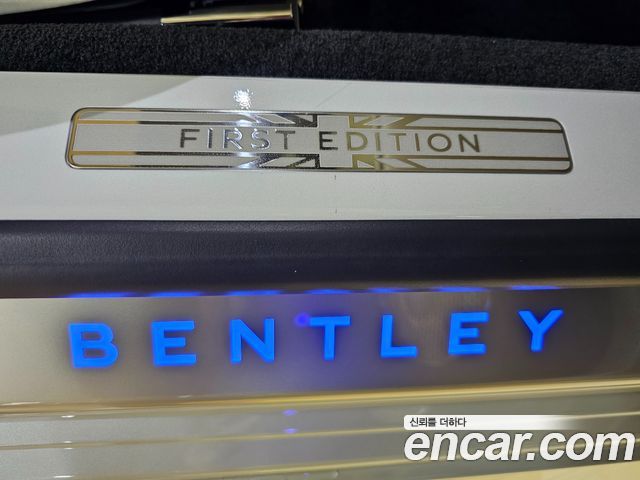 FIRST EDITION
BENTLEY
신뢰를 더하다
encar.com